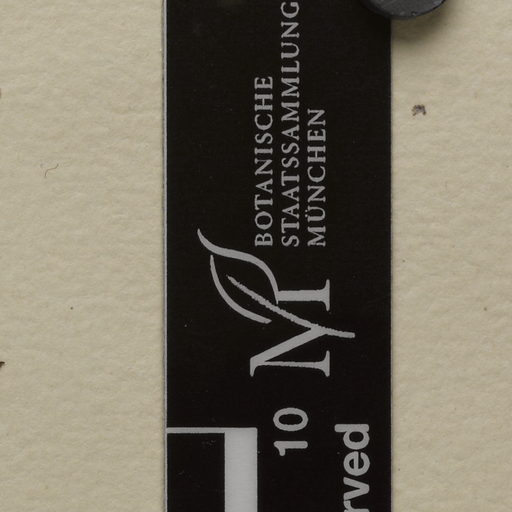 BOTANISCHE
STAATSSAMMLUNG
MÜNCHEN
M
10
rved